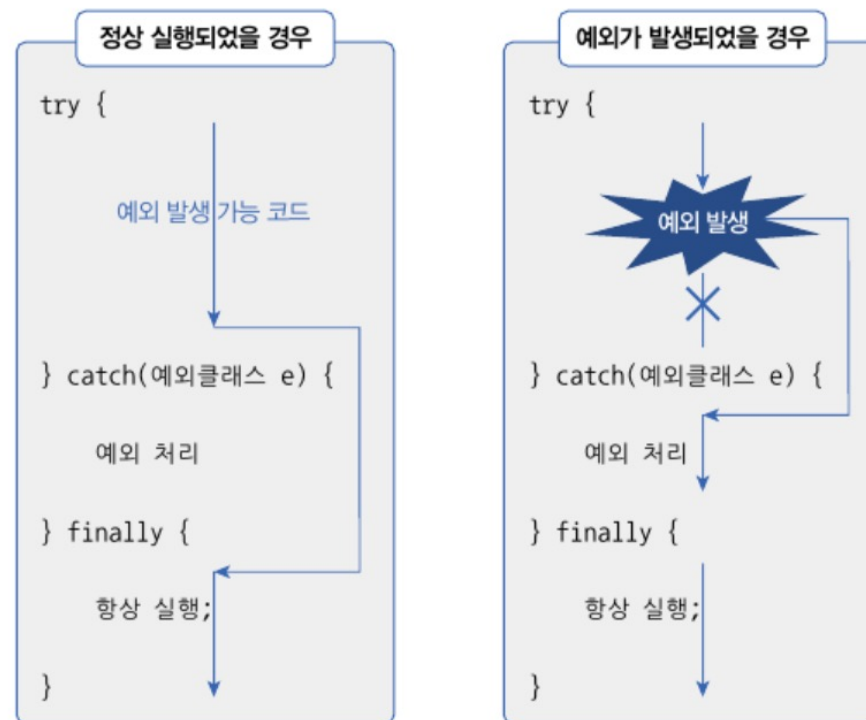 정상 실행되었을 경우
try {
예외 발생 가능 코드
} catch(예외클래스 e) {
예외 처리
} finally {
항상 실행;
}
예외가 발생되었을 경우
try {
예외 발생
} catch(예외클래스 e) {
예외 처리
} finally {
항상 실행;
}